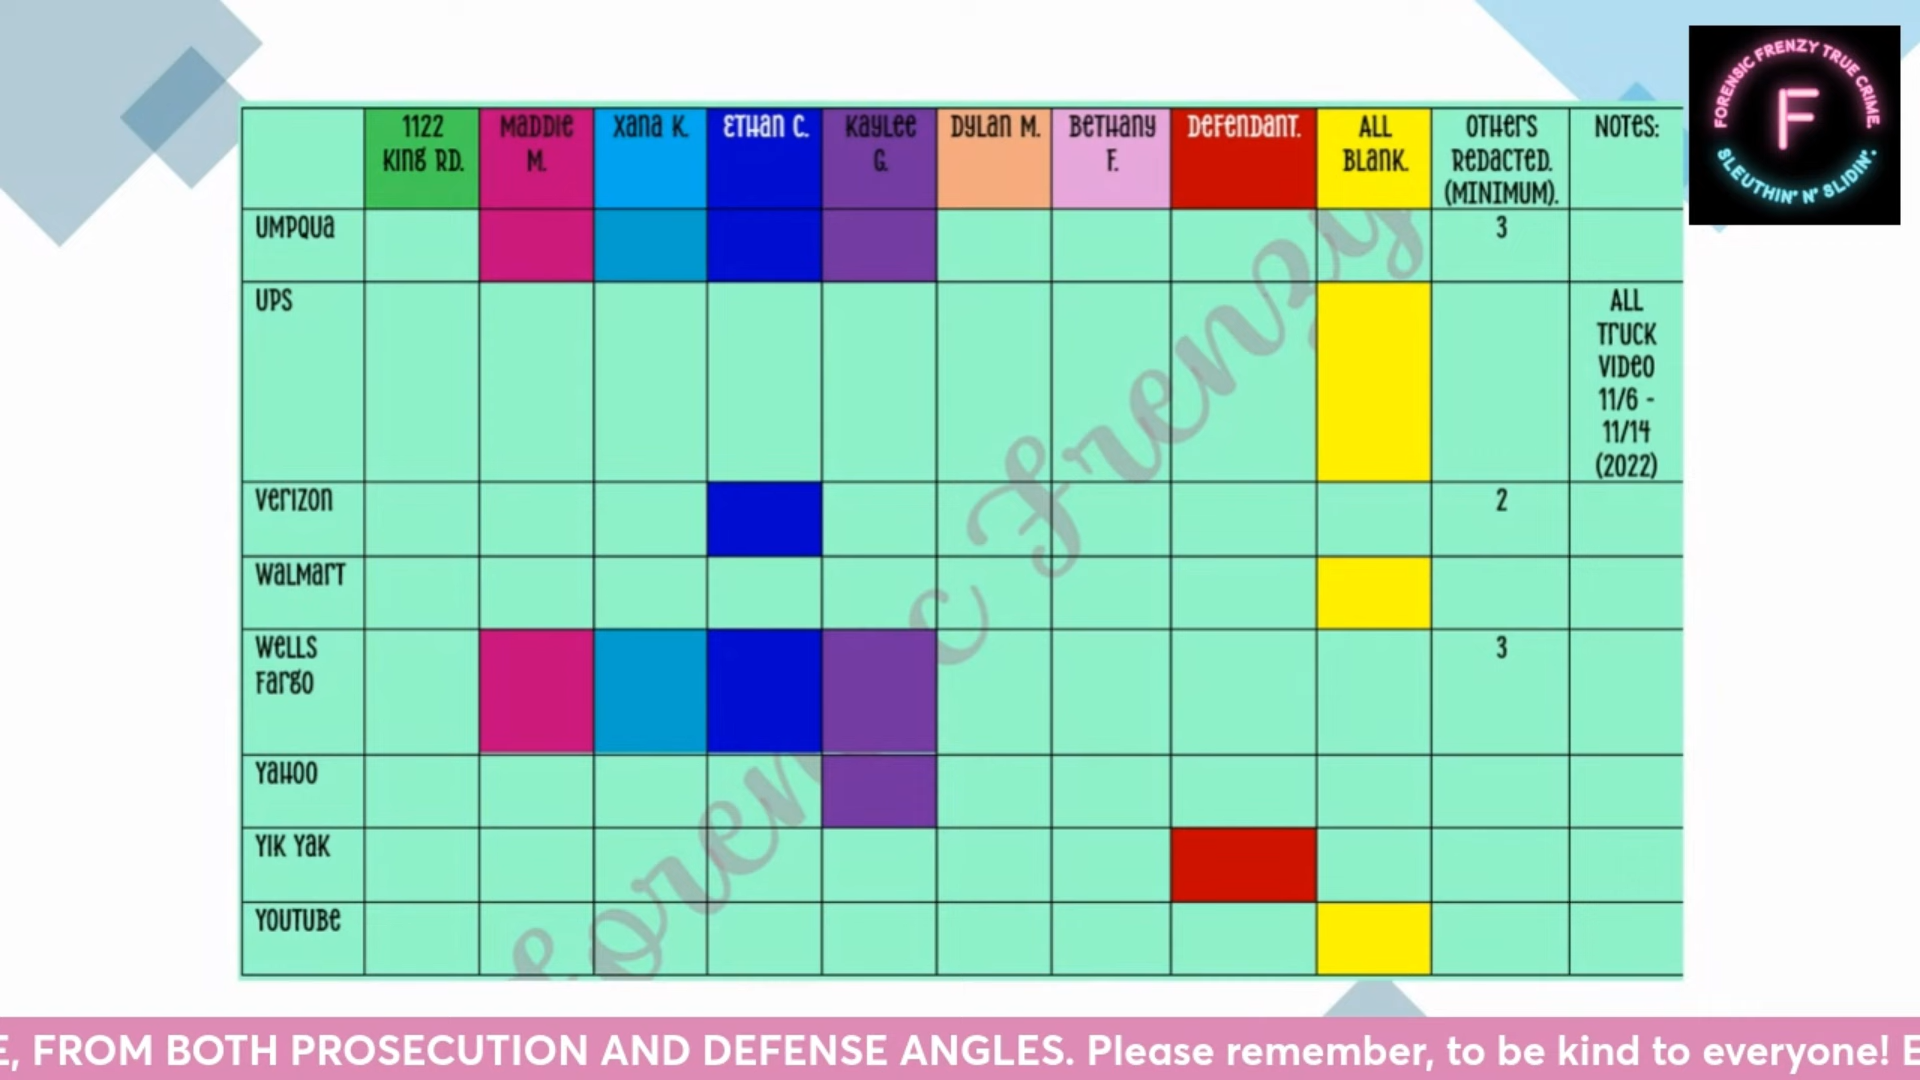 FORENSIC FRENZY TRUE CRIME.
F
SLEUTHIN' N' SLIDIN'.
1122
KING RD.
MADDIE
M.
XANA K.
ETHAN C.
KAYLEE
G.
DYLAN M.
BETHANY
F.
DEFENDANT.
ALL
BLANK.
OTHERS
REDACTED.
(MINIMUM).
NOTES:
UMPQUA
3
UPS
ALL
TRUCK
VIDEO
11/6 -
11/14
(2022)
VERIZON
2
WALMART
WELLS
FARGO
3
YAHOO
YIK YAK
YOUTUBE
Forensic Frenzy
E, FROM BOTH PROSECUTION AND DEFENSE ANGLES. Please remember, to be kind to everyone! E